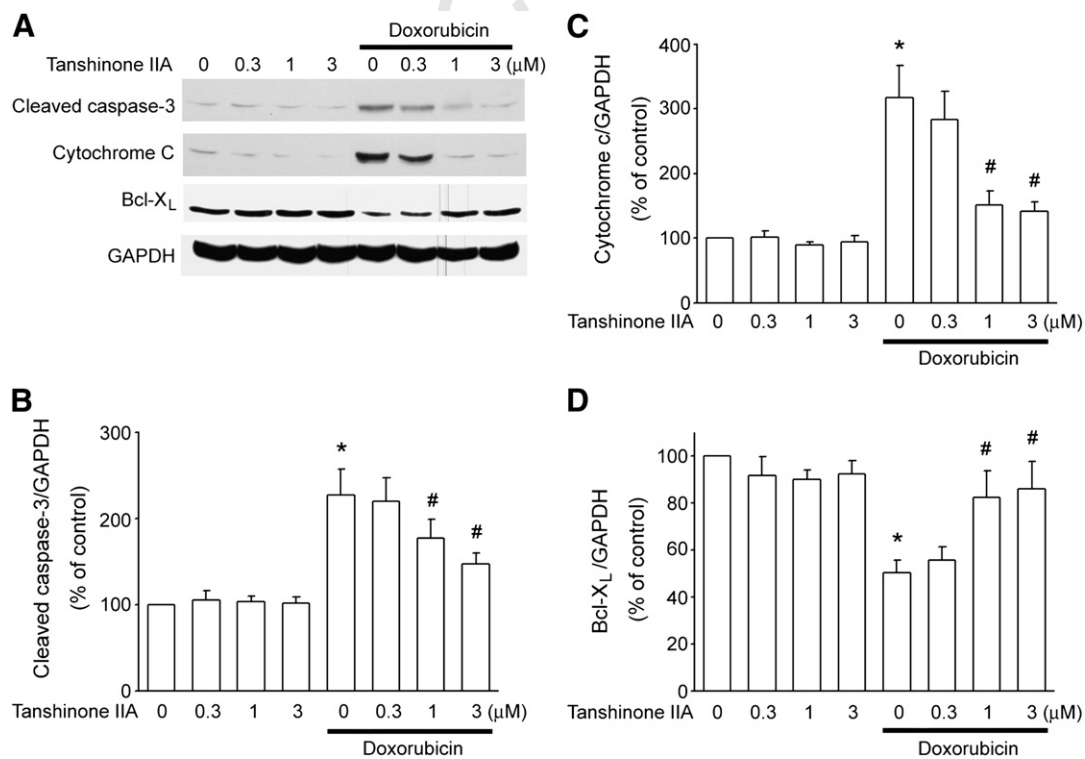 A
Doxorubicin
Tanshinone IIA 0 0.3 1 3 0 0.3 1 3 (μM)
Cleaved caspase-3
Cytochrome C
Bcl-XL
GAPDH
B
Cleaved caspase-3/GAPDH
(% of control)
300
200
100
0
*
#
#
Tanshinone IIA 0 0.3 1 3 0 0.3 1 3 (μM)
Doxorubicin
C
Cytochrome c/GAPDH
(% of control)
400
300
200
100
0
*
#
#
Tanshinone IIA 0 0.3 1 3 0 0.3 1 3 (μM)
Doxorubicin
D
Bcl-XL/GAPDH
(% of control)
100
80
60
40
20
0
*
#
#
Tanshinone IIA 0 0.3 1 3 0 0.3 1 3 (μM)
Doxorubicin